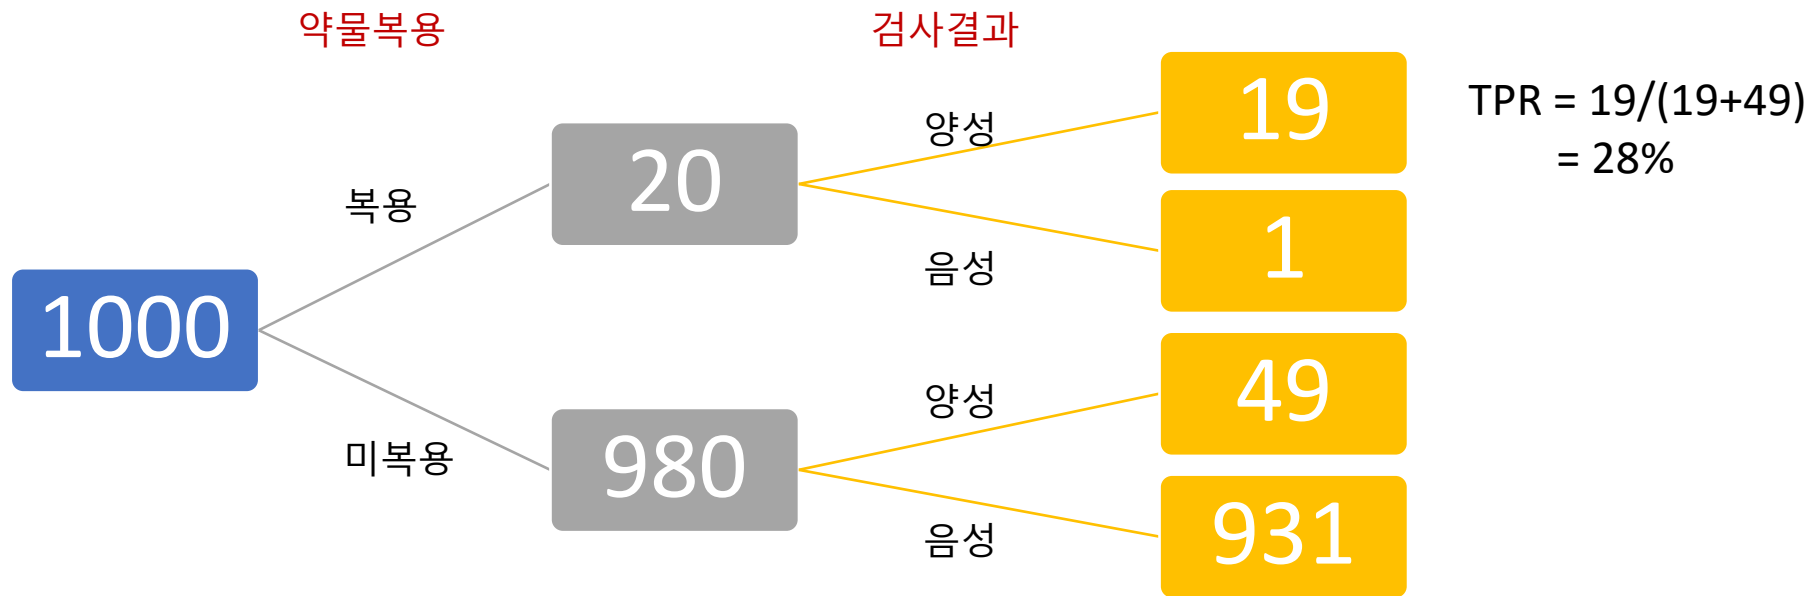 약물복용
검사결과
1000
복용
미복용
20
980
양성
음성
양성
음성
19
1
49
931
TPR = 19/(19+49)
= 28%